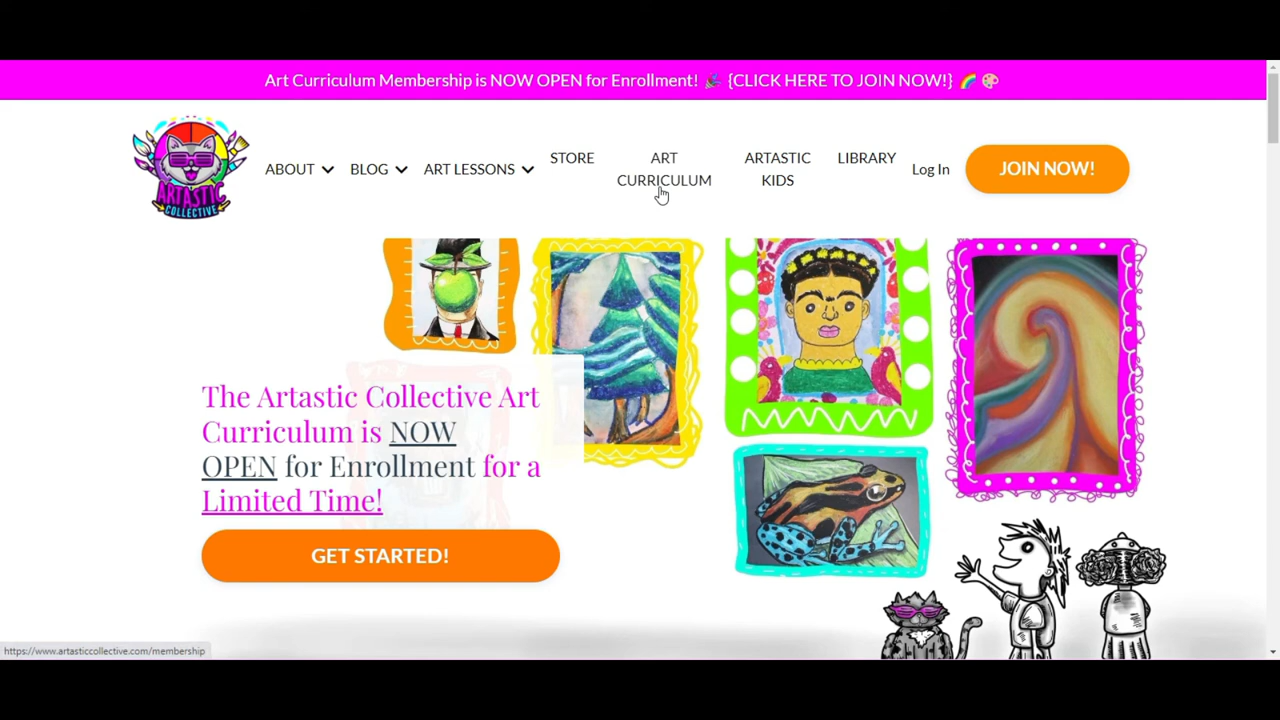 Art Curriculum Membership is NOW OPEN for Enrollment! 🎉 {CLICK HERE TO JOIN NOW!} 🌈 🎨
ARTASTIC
COLLECTIVE
ABOUT
BLOG
ART LESSONS
STORE
ART
CURRICULUM
ARTASTIC
KIDS
LIBRARY
Log In
JOIN NOW!
The Artastic Collective Art
Curriculum is NOW
OPEN for Enrollment for a
Limited Time!
GET STARTED!
https://www.artasticcollective.com/membership